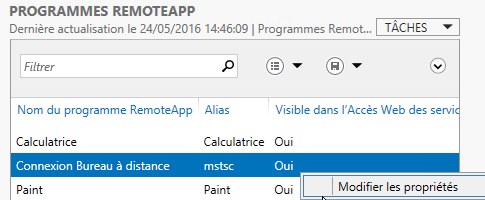 PROGRAMMES REMOTEAPP
Dernière actualisation le 24/05/2016 14:46:09 | Programmes Remot... TÂCHES
Filtrer
Nom du programme RemoteApp Alias Visible dans l'Accès Web des servic
Calculatrice Calculatrice Oui
Connexion Bureau à distance mstsc Oui
Paint Paint Oui
Modifier les propriétés